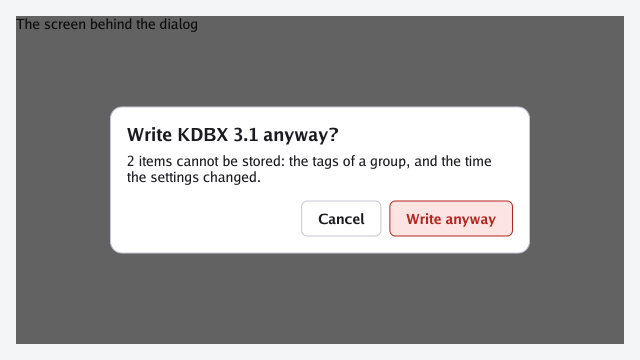 The screen behind the dialog
Write KDBX 3.1 anyway?
2 items cannot be stored: the tags of a group, and the time
the settings changed.
Cancel
Write anyway